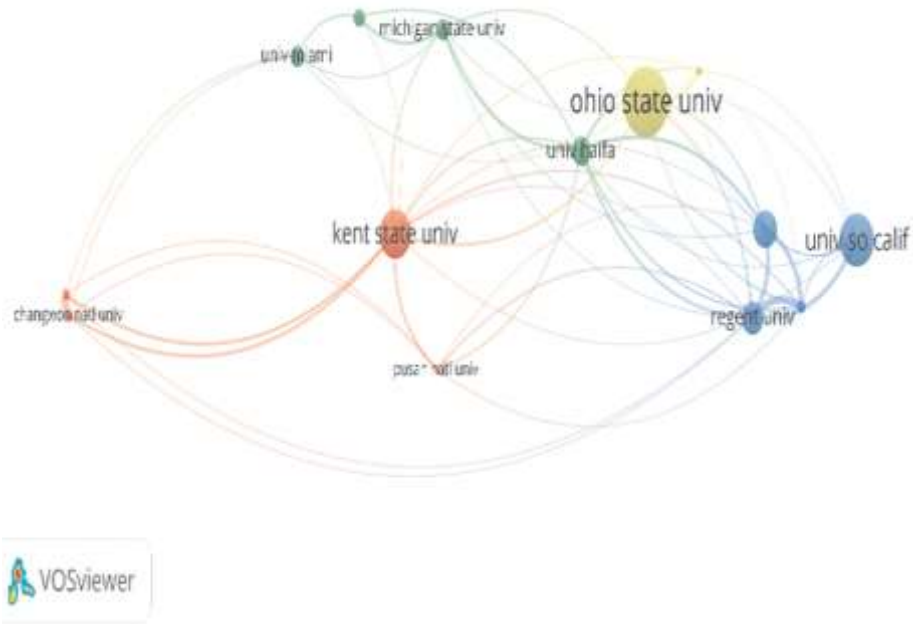 michigan state univ
univ miami
ohio state univ
univ haifa
kent state univ
univ so calif
changwon natl univ
regent univ
pusan natl univ
VOSviewer